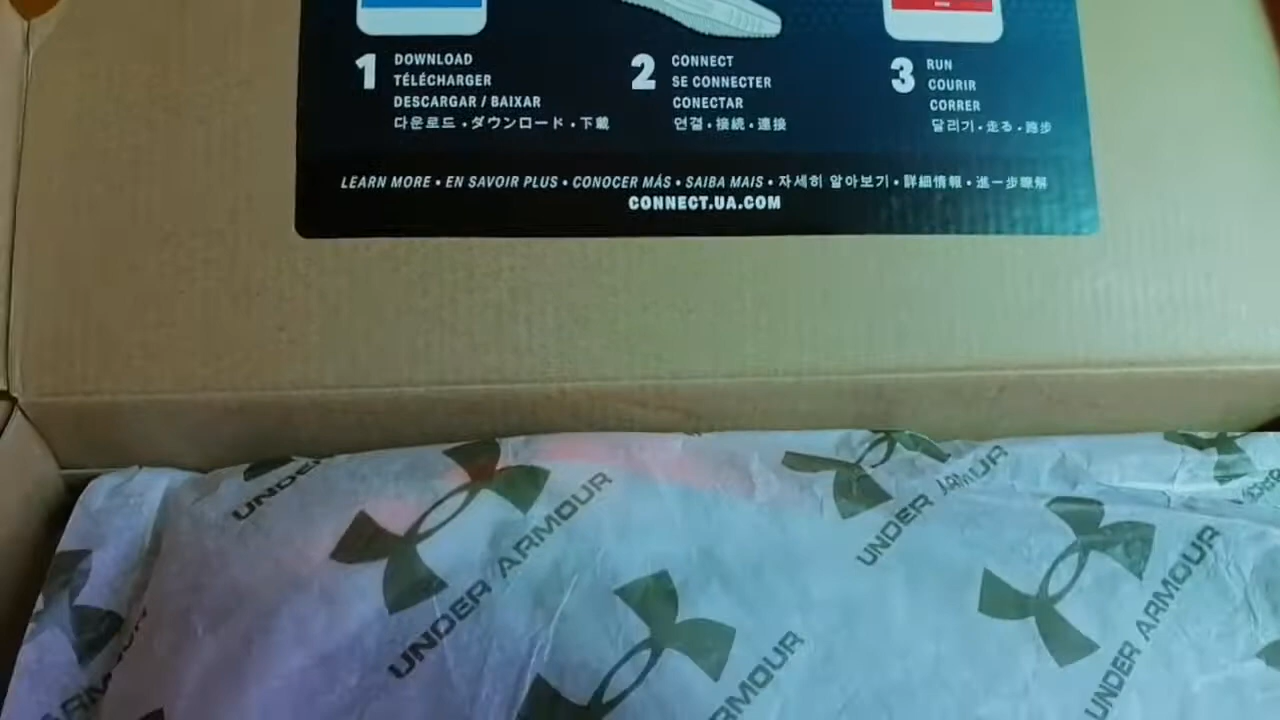 1
DOWNLOAD
TÉLÉCHARGER
DESCARGAR / BAIXAR
다운로드 • ダウンロード • 下載
2
CONNECT
SE CONNECTER
CONECTAR
연결 • 接続 • 連接
3
RUN
COURIR
CORRER
달리기 • 走る • 跑步
LEARN MORE • EN SAVOIR PLUS • CONOCER MÁS • SAIBA MAIS • 자세히 알아보기 • 詳細情報 • 進一步瞭解
CONNECT.UA.COM
UNDER
UNDER ARMOUR
UNDER ARMOUR
UNDER ARMOUR
ARMOUR